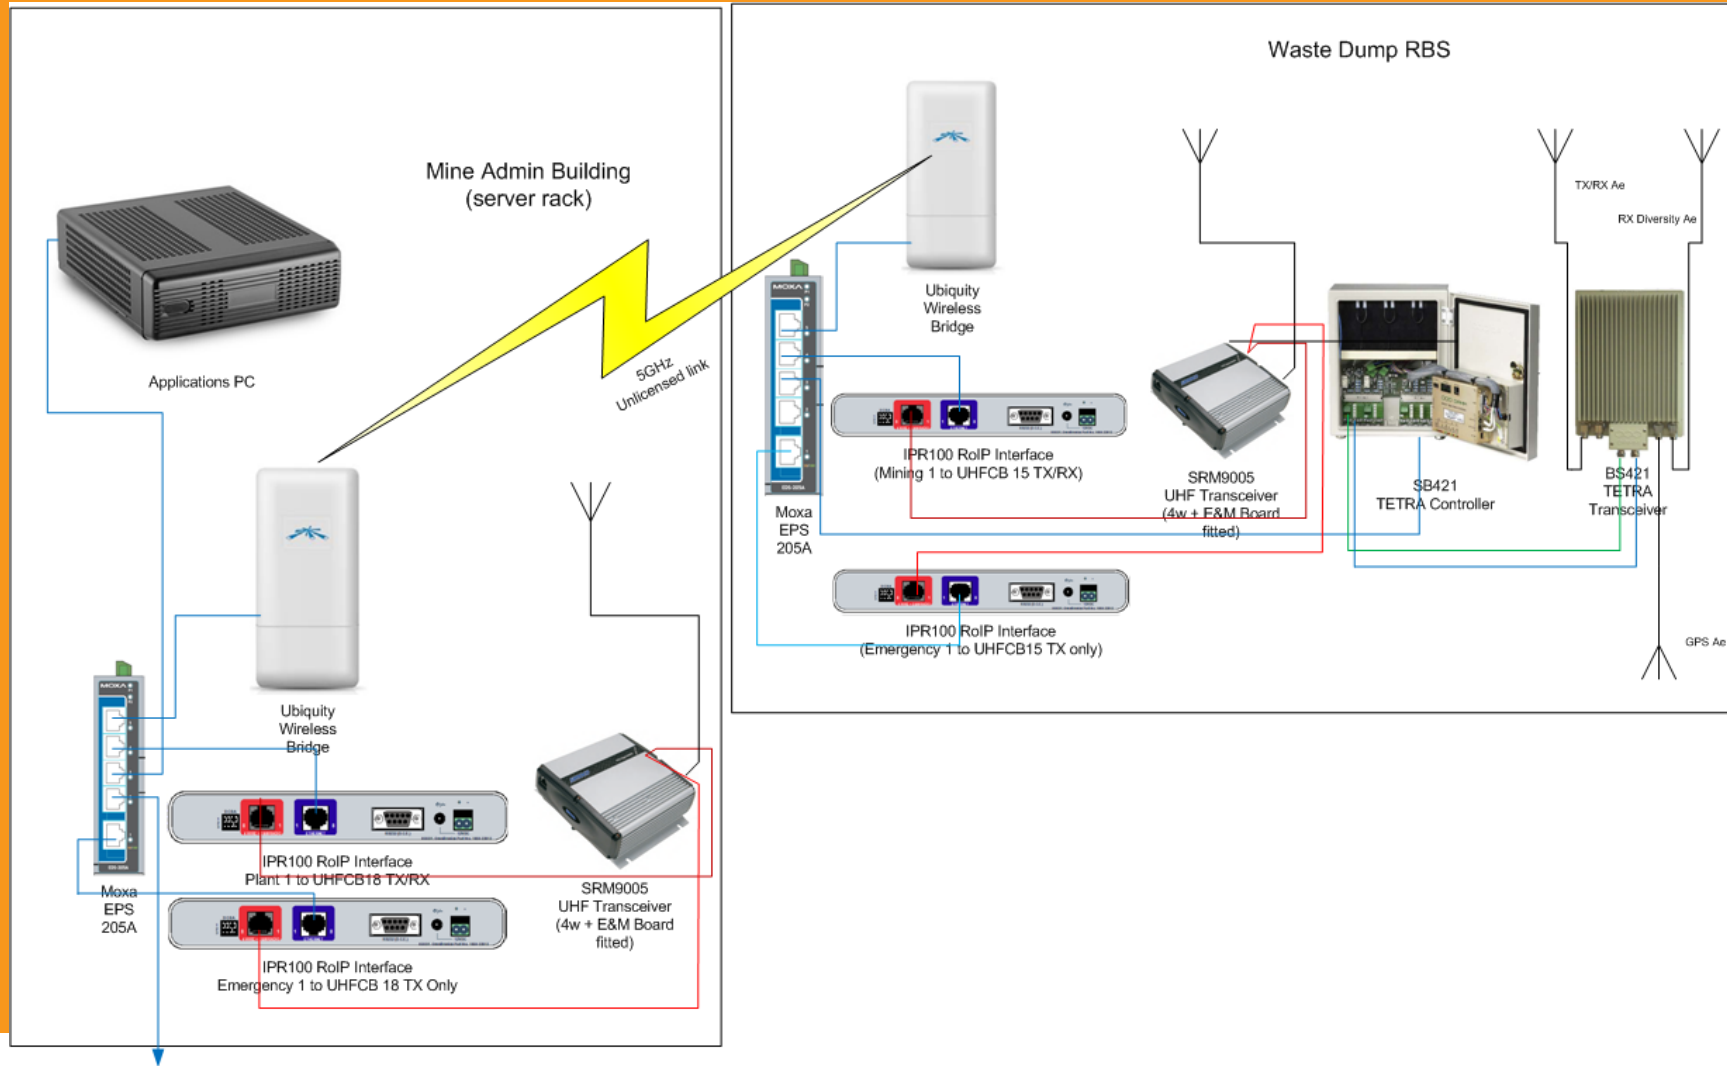 Waste Dump RBS
Mine Admin Building
(server rack)
Applications PC
5GHz
Unlicensed link
Ubiquity
Wireless
Bridge
MOXA
Moxa
EPS
205A
IPR100 RoIP Interface
Plant 1 to UHFCB18 TX/RX
IPR100 RoIP Interface
Emergency 1 to UHFCB 18 TX Only
SRM9005
UHF Transceiver
(4w + E&M Board
fitted)
Ubiquity
Wireless
Bridge
MOXA
Moxa
EPS
205A
IPR100 RoIP Interface
(Mining 1 to UHFCB 15 TX/RX)
IPR100 RoIP Interface
(Emergency 1 to UHFCB15 TX only)
SRM9005
UHF Transceiver
(4w + E&M Board
fitted)
SB421
TETRA Controller
BS421
TETRA
Transceiver
TX/RX Ae
RX Diversity Ae
GPS Ae